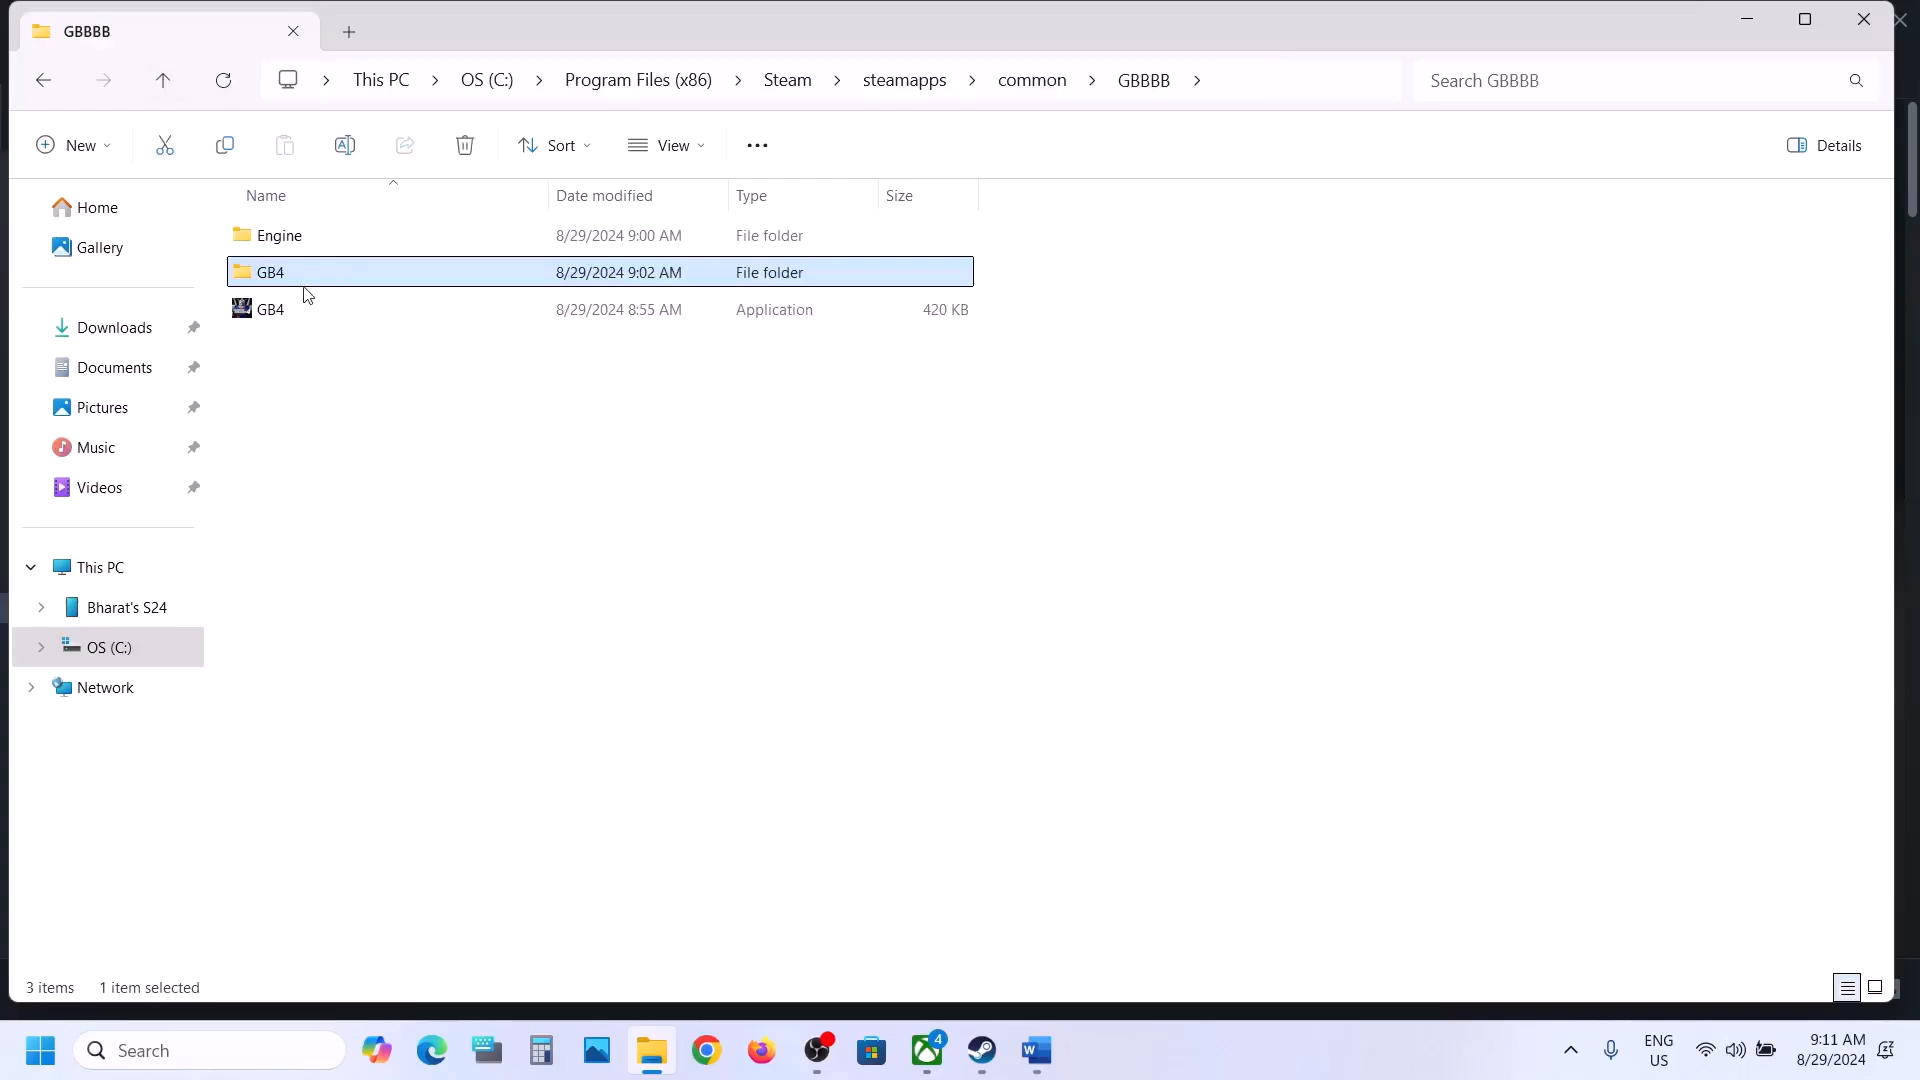 GBBBB
This PC
OS (C:)
Program Files (x86)
Steam
steamapps
common
GBBBB
Search GBBBB
New
Sort
View
Details
Name
Date modified
Type
Size
Home
Gallery
Downloads
Documents
Pictures
Music
Videos
This PC
Bharat's S24
OS (C:)
Network
Engine 8/29/2024 9:00 AM File folder
GB4 8/29/2024 9:02 AM File folder
GB4 8/29/2024 8:55 AM Application 420 KB
3 items 1 item selected
Search
4
ENG
US
9:11 AM
8/29/2024